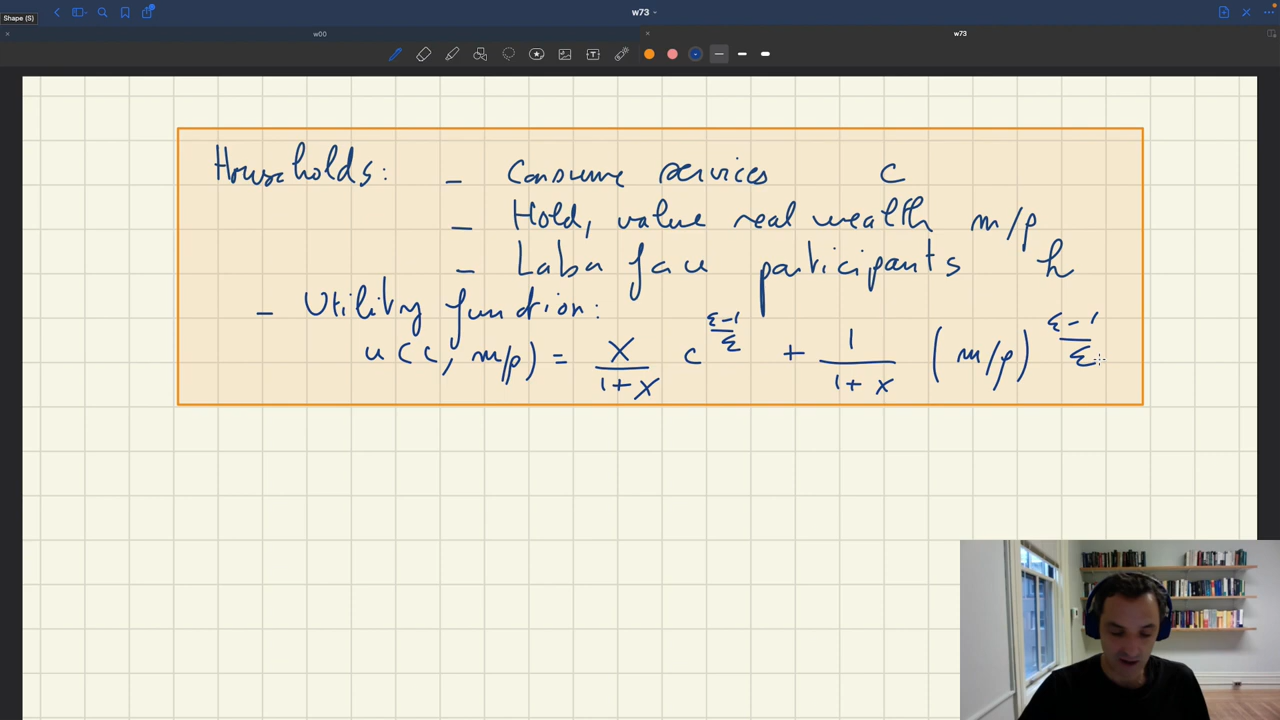 Shape (S)
w73
w00
w73
Households: – Consume services c
– Hold, value real wealth m/p
– Labor force participants h
– Utility function:
u(c, m/p) = χ/(1+χ) c^((ε-1)/ε) + 1/(1+χ) (m/p)^((ε-1)/ε)